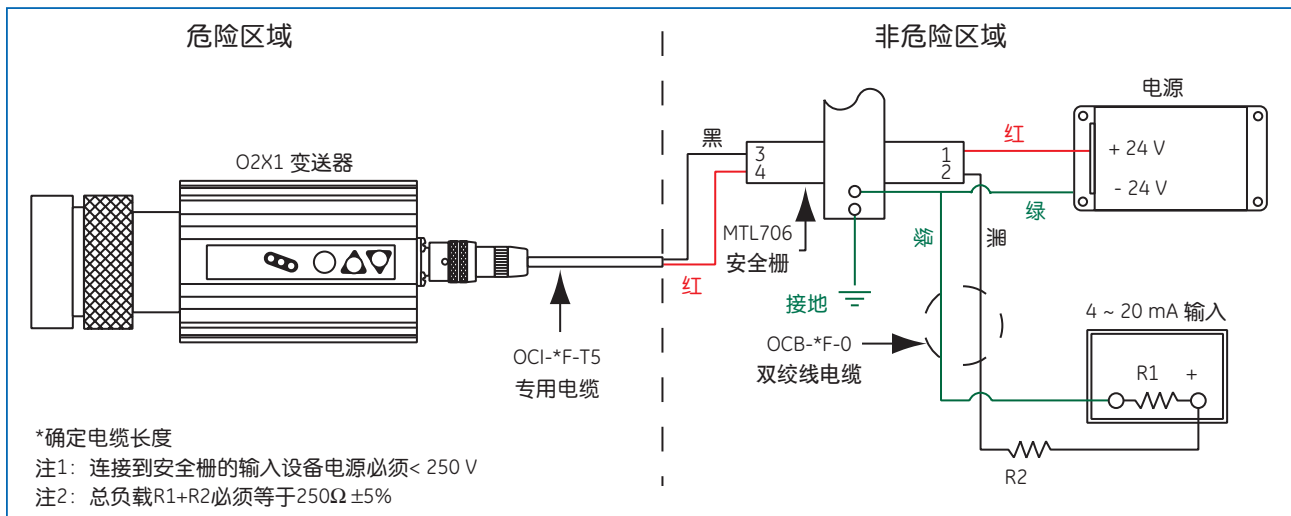 危险区域
非危险区域
电源
O2X1 变送器
黑
红
3
4
1
2
红
+ 24 V
- 24 V
绿
MTL706
安全栅
绿
黑
接地
4 ~ 20 mA 输入
OCI-*F-T5
专用电缆
OCB-*F-0
双绞线电缆
R1
+
R2
*确定电缆长度
注1：连接到安全栅的输入设备电源必须< 250 V
注2：总负载R1+R2必须等于250Ω ±5%